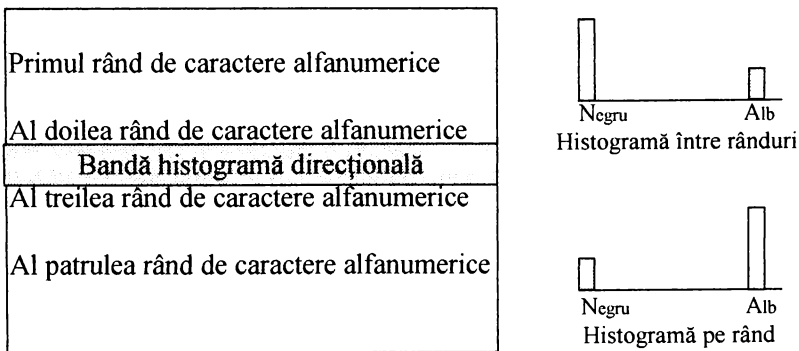 Primul rând de caractere alfanumerice
Al doilea rând de caractere alfanumerice
Bandă histogramă direcțională
Al treilea rând de caractere alfanumerice
Al patrulea rând de caractere alfanumerice
Negru Alb
Histogramă între rânduri
Negru Alb
Histogramă pe rând